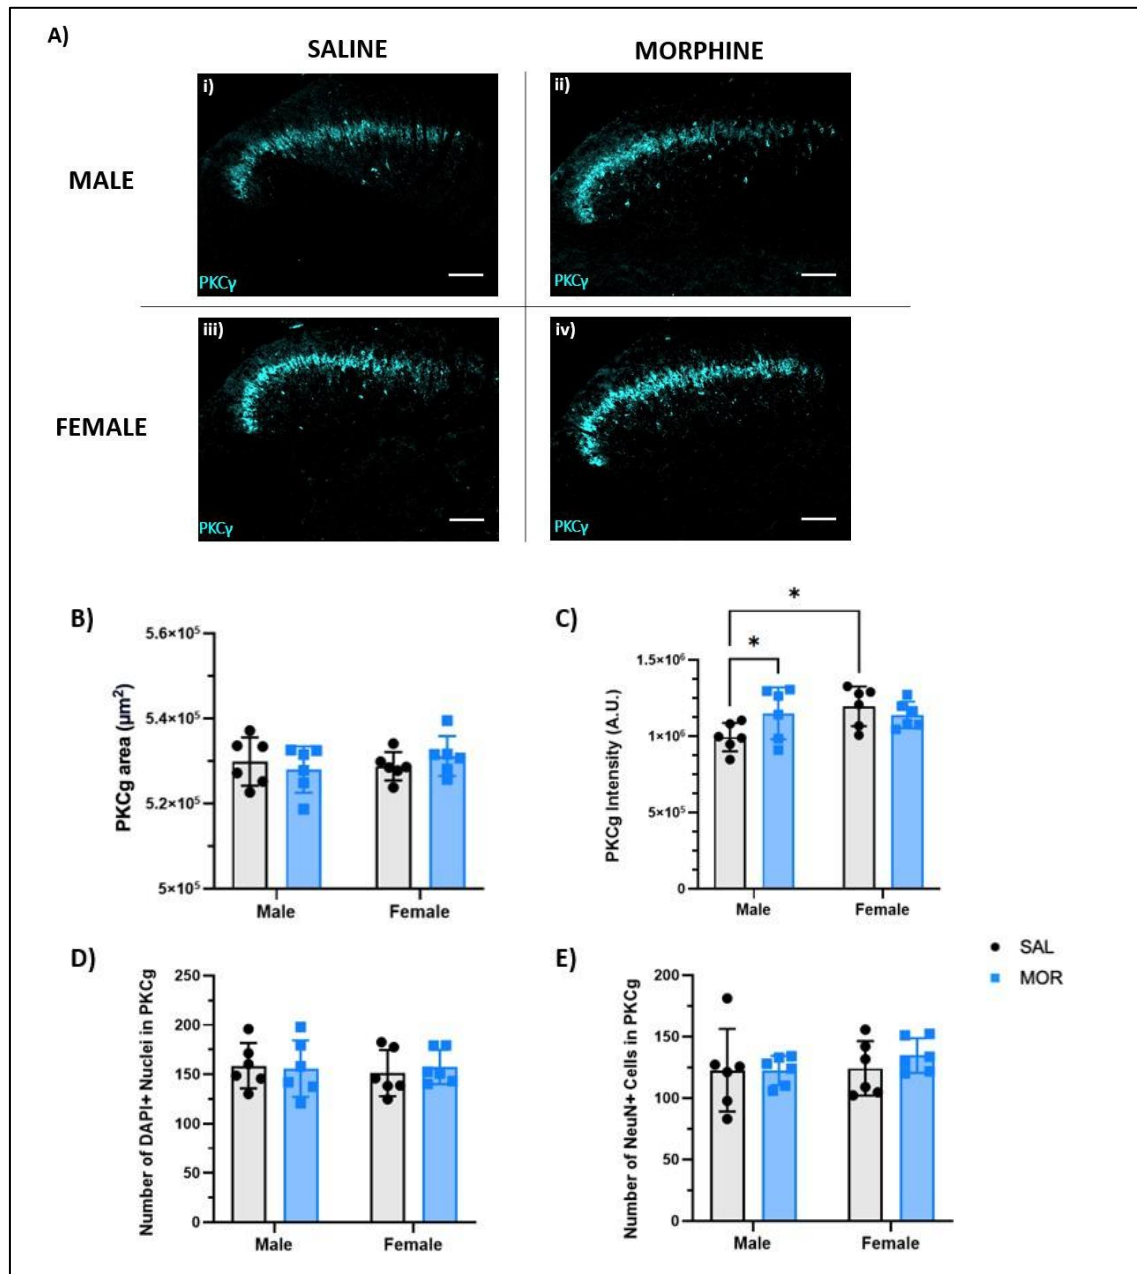 A)
SALINE
MORPHINE
MALE
i)
PKCγ
ii)
PKCγ
FEMALE
iii)
PKCγ
iv)
PKCγ
B)
PKCg area (µm²)
5.6×10⁵
5.4×10⁵
5.2×10⁵
5×10⁵
Male
Female
C)
*
*
PKCg Intensity (A.U.)
1.5×10⁶
1×10⁶
5×10⁵
0
Male
Female
D)
Number of DAPI+ Nuclei in PKCg
250
200
150
100
50
0
Male
Female
E)
Number of NeuN+ Cells in PKCg
200
150
100
50
0
Male
Female
SAL
MOR